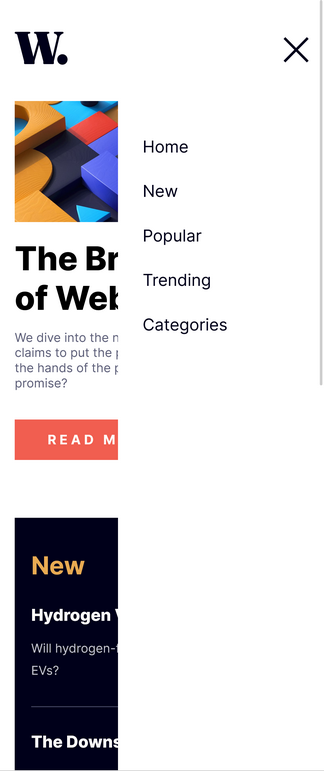 W.
Home
New
Popular
Trending
Categories
The Br
of Web
We dive into the n
claims to put the p
the hands of the p
promise?
READ M
New
Hydrogen V
Will hydrogen-f
EVs?
The Downs